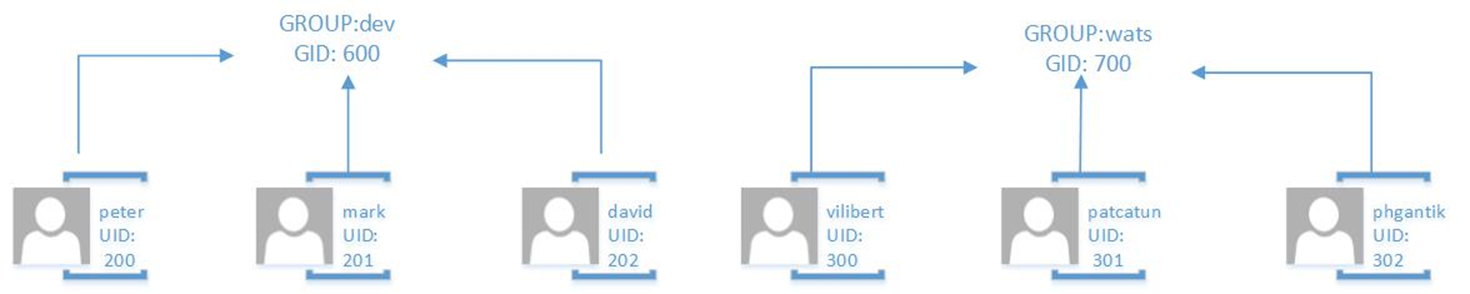 GROUP:dev
GID: 600
GROUP:wats
GID: 700
peter
UID:
200
mark
UID:
201
david
UID:
202
vilibert
UID:
300
patcatun
UID:
301
phgantik
UID:
302